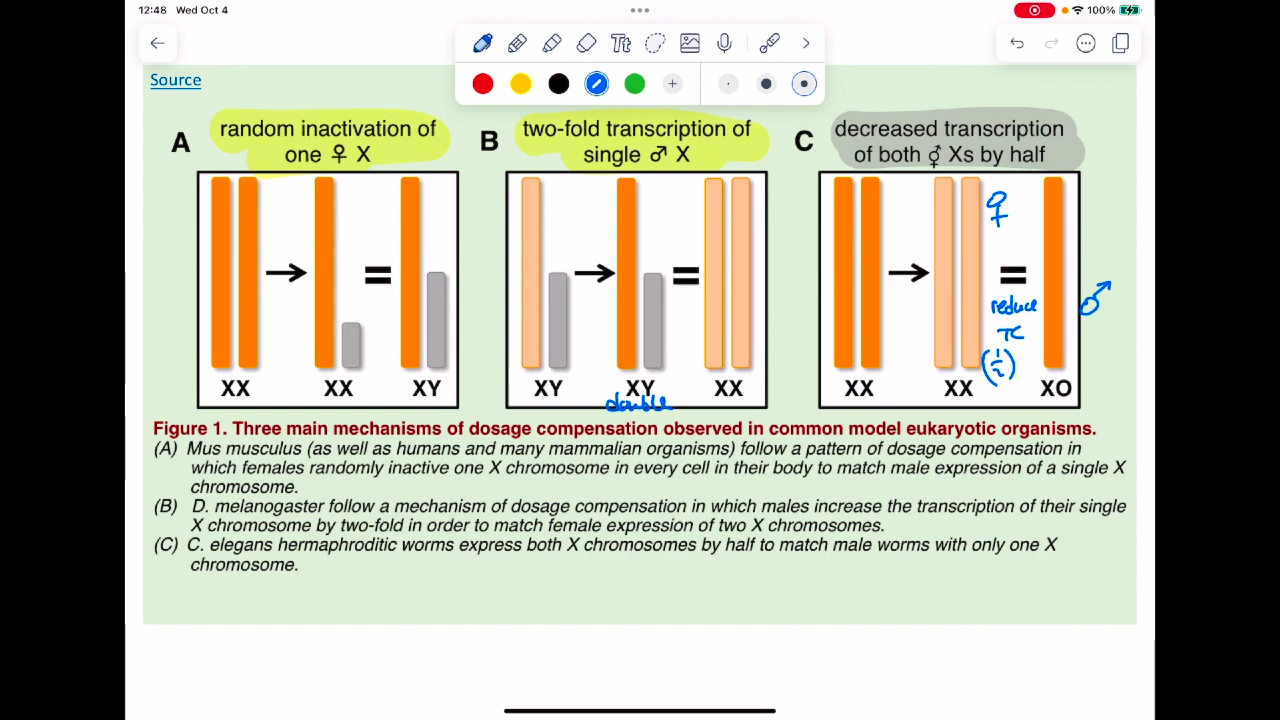 12:48 Wed Oct 4
100%
Tt
Source
A
random inactivation of
one ♀ X
XX
XX
XY
B
two-fold transcription of
single ♂ X
XY
XY
XX
double
C
decreased transcription
of both ⚥ Xs by half
♀
♂
reduce
(1/2)
XX
XX
XO
Figure 1. Three main mechanisms of dosage compensation observed in common model eukaryotic organisms.
(A) Mus musculus (as well as humans and many mammalian organisms) follow a pattern of dosage compensation in
which females randomly inactive one X chromosome in every cell in their body to match male expression of a single X
chromosome.
(B) D. melanogaster follow a mechanism of dosage compensation in which males increase the transcription of their single
X chromosome by two-fold in order to match female expression of two X chromosomes.
(C) C. elegans hermaphroditic worms express both X chromosomes by half to match male worms with only one X
chromosome.